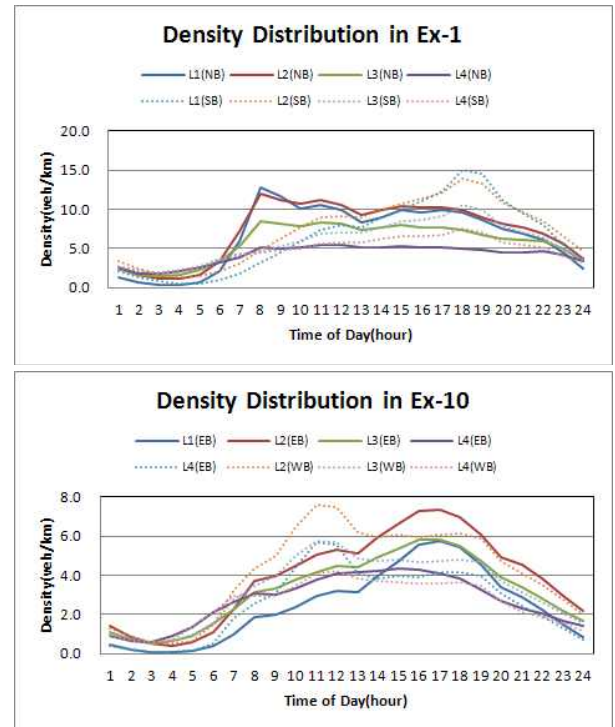 Density Distribution in Ex-1
L1(NB) L2(NB) L3(NB) L4(NB)
L1(SB) L2(SB) L3(SB) L4(SB)
Density(veh/km)
20.0
15.0
10.0
5.0
0.0
1 2 3 4 5 6 7 8 9 10 11 12 13 14 15 16 17 18 19 20 21 22 23 24
Time of Day(hour)
Density Distribution in Ex-10
L1(EB) L2(EB) L3(EB) L4(EB)
L4(EB) L2(WB) L3(WB) L4(WB)
Density(veh/km)
8.0
6.0
4.0
2.0
0.0
1 2 3 4 5 6 7 8 9 10 11 12 13 14 15 16 17 18 19 20 21 22 23 24
Time of Day(hour)